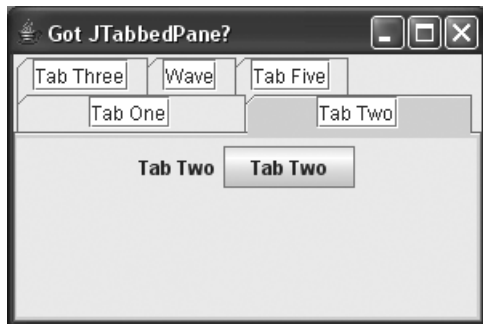 Got JTabbedPane?
Tab Three Wave Tab Five
Tab One Tab Two
Tab Two Tab Two